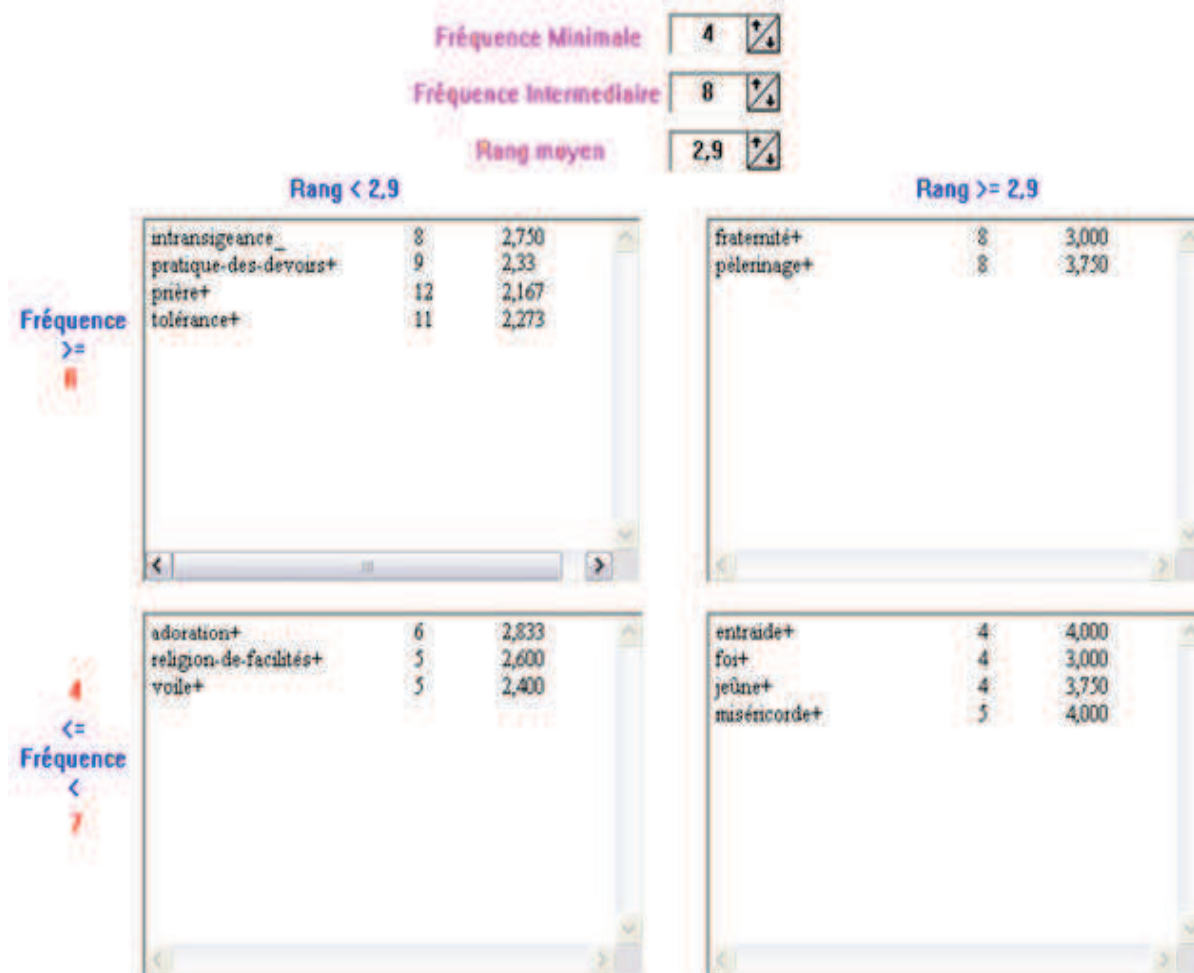 Fréquence Minimale 4
Fréquence Intermediaire 8
Rang moyen 2,9
Rang < 2,9
Rang >= 2,9
Fréquence
>=
intransigeance_ 8 2,750
pratique-des-devoirs+ 9 2,33
prière+ 12 2,167
tolérance+ 11 2,273
fraternité+ 8 3,000
pèlerinage+ 8 3,750
4
<=
Fréquence
<
7
adoration+ 6 2,833
religion-de-facilités+ 5 2,600
voile+ 5 2,400
entraide+ 4 4,000
foi+ 4 3,000
jeûne+ 4 3,750
miséricorde+ 5 4,000